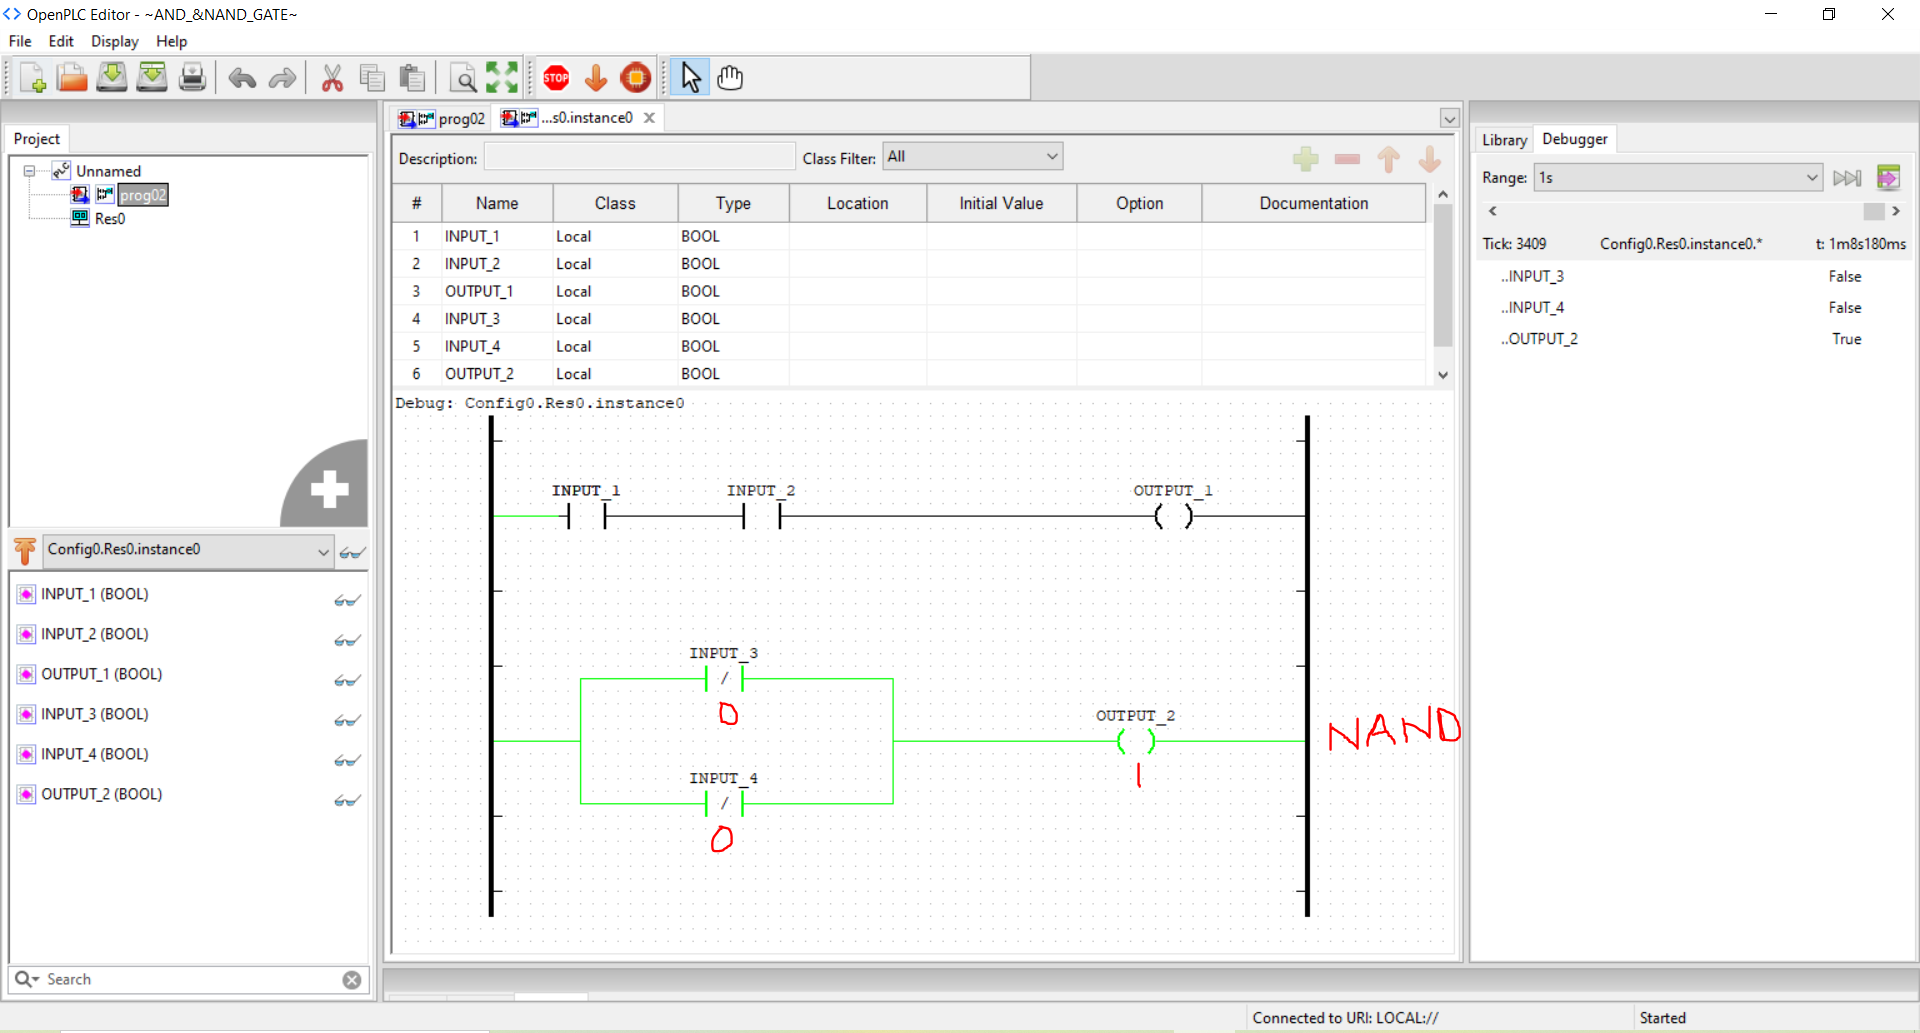 OpenPLC Editor - ~AND_&NAND_GATE~
File Edit Display Help
STOP
Project
Unnamed
prog02
Res0
Config0.Res0.instance0
INPUT_1 (BOOL)
INPUT_2 (BOOL)
OUTPUT_1 (BOOL)
INPUT_3 (BOOL)
INPUT_4 (BOOL)
OUTPUT_2 (BOOL)
Search
prog02 ...s0.instance0
Description: Class Filter: All
# Name Class Type Location Initial Value Option Documentation
1 INPUT_1 Local BOOL
2 INPUT_2 Local BOOL
3 OUTPUT_1 Local BOOL
4 INPUT_3 Local BOOL
5 INPUT_4 Local BOOL
6 OUTPUT_2 Local BOOL
Debug: Config0.Res0.instance0
INPUT_1 INPUT_2 OUTPUT_1
INPUT_3
/
0
OUTPUT_2
NAND
1
INPUT_4
/
0
Library Debugger
Range: 1s
Tick: 3409 Config0.Res0.instance0.* t: 1m8s180ms
..INPUT_3 False
..INPUT_4 False
..OUTPUT_2 True
Connected to URI: LOCAL:// Started